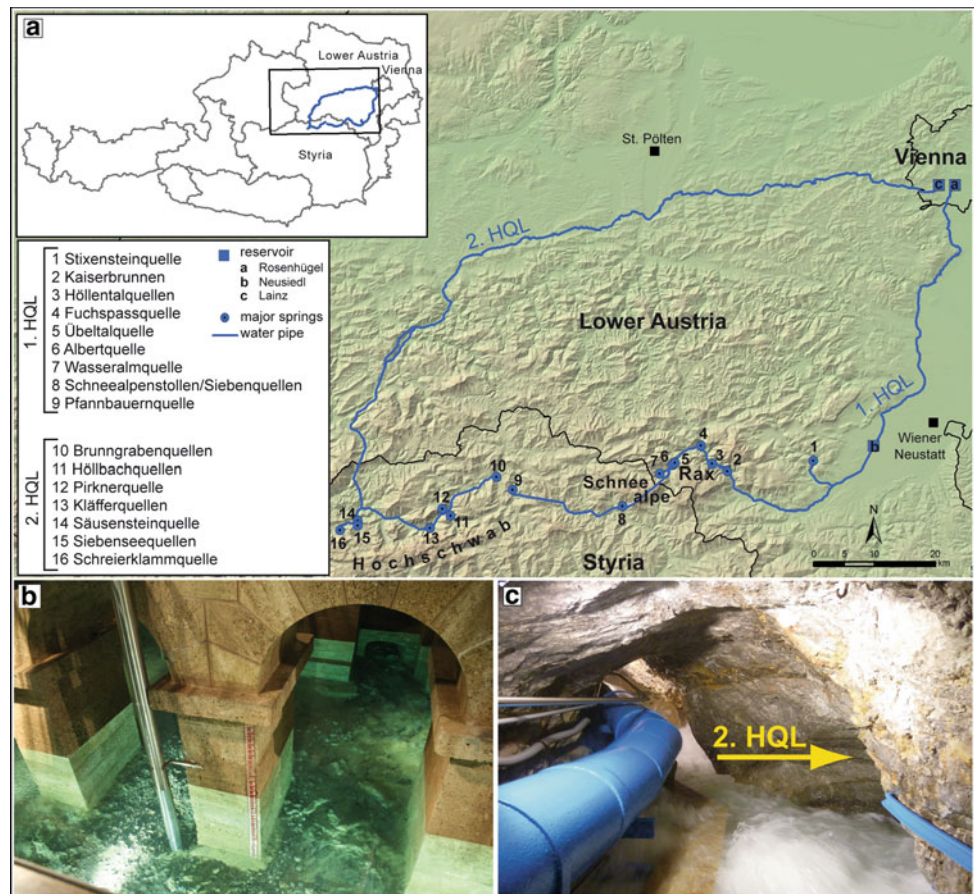 a
Lower Austria
Vienna
Styria
1. HQL
1 Stixensteinquelle
2 Kaiserbrunnen
3 Höllentalquellen
4 Fuchspassquelle
5 Übeltalquelle
6 Albertquelle
7 Wasseralmquelle
8 Schneealpenstollen/Siebenquellen
9 Pfannbauernquelle
2. HQL
10 Brunngrabenquellen
11 Höllbachquellen
12 Pirknerquelle
13 Kläfferquellen
14 Säusensteinquelle
15 Siebenseequellen
16 Schreierklammquelle
reservoir
a Rosenhügel
b Neusiedl
c Lainz
major springs
water pipe
St. Pölten
Vienna
c a
2. HQL
Lower Austria
1. HQL
b
Wiener
Neustatt
1
4
3
2
6
5
7
Rax
Schnee
alpe
8
9
10
12
11
13
14
15
16
Hochschwab
Styria
N
0 5 10 20
km
b
c
2. HQL